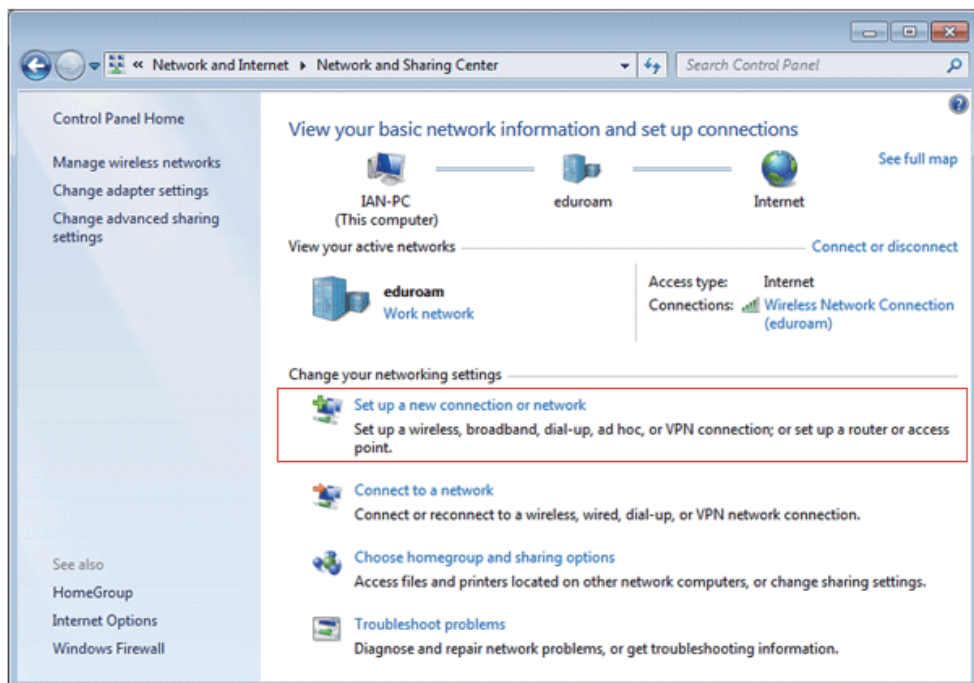 « Network and Internet ▸ Network and Sharing Center
Search Control Panel
Control Panel Home
Manage wireless networks
Change adapter settings
Change advanced sharing
settings
See also
HomeGroup
Internet Options
Windows Firewall
View your basic network information and set up connections
See full map
IAN-PC
(This computer)
eduroam
Internet
View your active networks
Connect or disconnect
eduroam
Work network
Access type: Internet
Connections: Wireless Network Connection
(eduroam)
Change your networking settings
Set up a new connection or network
Set up a wireless, broadband, dial-up, ad hoc, or VPN connection; or set up a router or access
point.
Connect to a network
Connect or reconnect to a wireless, wired, dial-up, or VPN network connection.
Choose homegroup and sharing options
Access files and printers located on other network computers, or change sharing settings.
Troubleshoot problems
Diagnose and repair network problems, or get troubleshooting information.